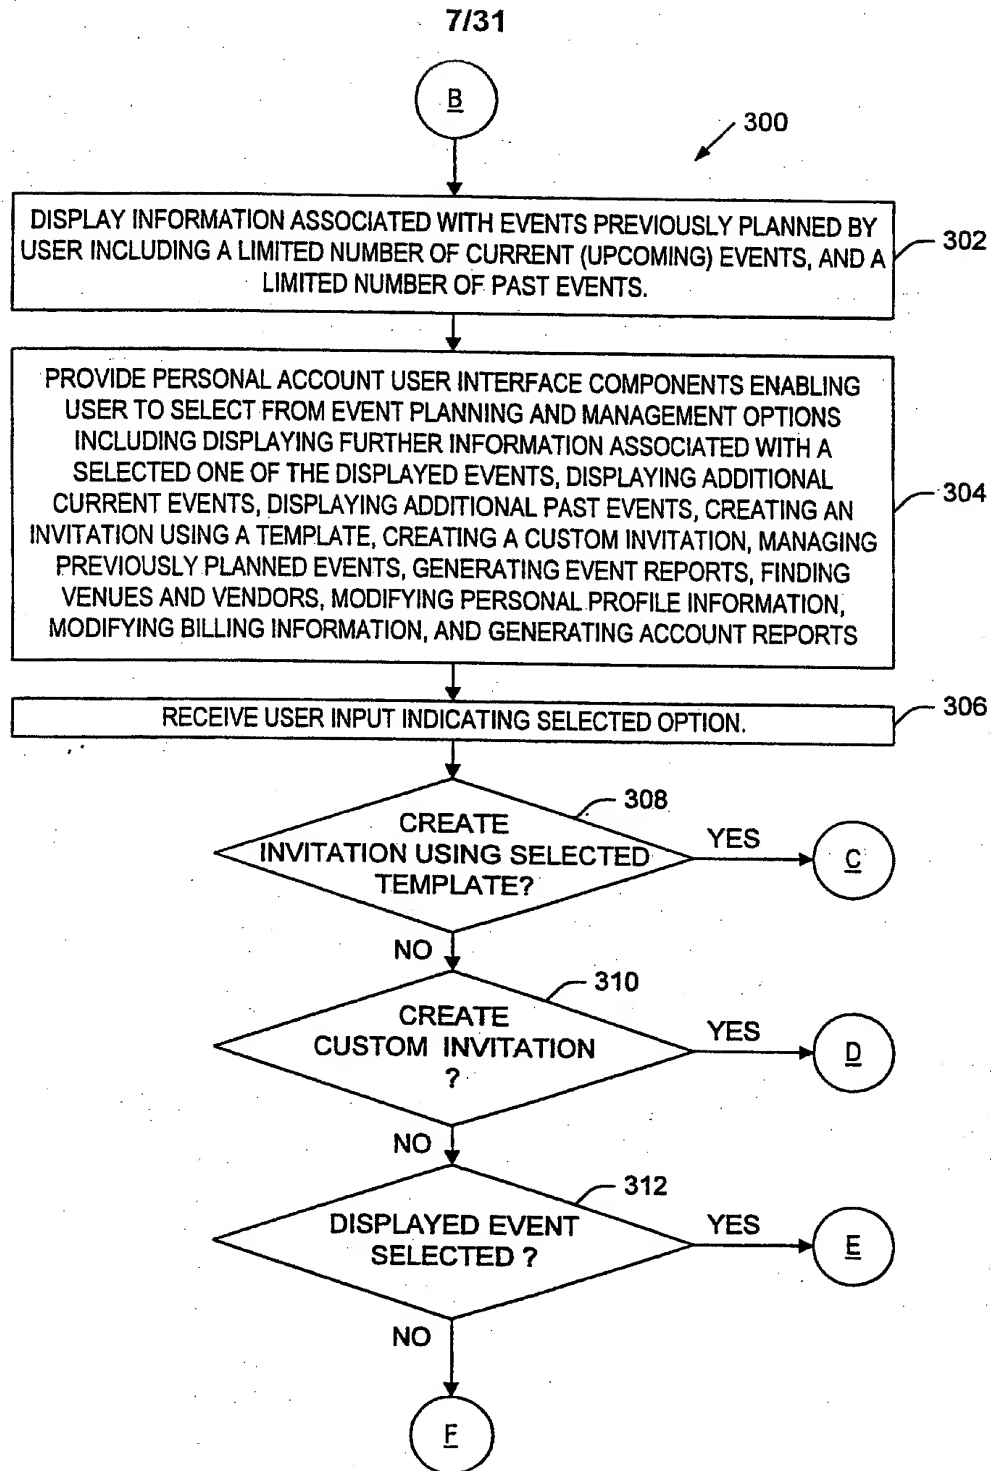 7/31
B
300
DISPLAY INFORMATION ASSOCIATED WITH EVENTS PREVIOUSLY PLANNED BY
USER INCLUDING A LIMITED NUMBER OF CURRENT (UPCOMING) EVENTS, AND A
LIMITED NUMBER OF PAST EVENTS.
302
PROVIDE PERSONAL ACCOUNT USER INTERFACE COMPONENTS ENABLING
USER TO SELECT FROM EVENT PLANNING AND MANAGEMENT OPTIONS
INCLUDING DISPLAYING FURTHER INFORMATION ASSOCIATED WITH A
SELECTED ONE OF THE DISPLAYED EVENTS, DISPLAYING ADDITIONAL
CURRENT EVENTS, DISPLAYING ADDITIONAL PAST EVENTS, CREATING AN
INVITATION USING A TEMPLATE, CREATING A CUSTOM INVITATION, MANAGING
PREVIOUSLY PLANNED EVENTS, GENERATING EVENT REPORTS, FINDING
VENUES AND VENDORS, MODIFYING PERSONAL PROFILE INFORMATION,
MODIFYING BILLING INFORMATION, AND GENERATING ACCOUNT REPORTS
304
RECEIVE USER INPUT INDICATING SELECTED OPTION.
306
308
CREATE
INVITATION USING SELECTED
TEMPLATE?
YES
C
NO
310
CREATE
CUSTOM INVITATION
?
YES
D
NO
312
DISPLAYED EVENT
SELECTED ?
YES
E
NO
F